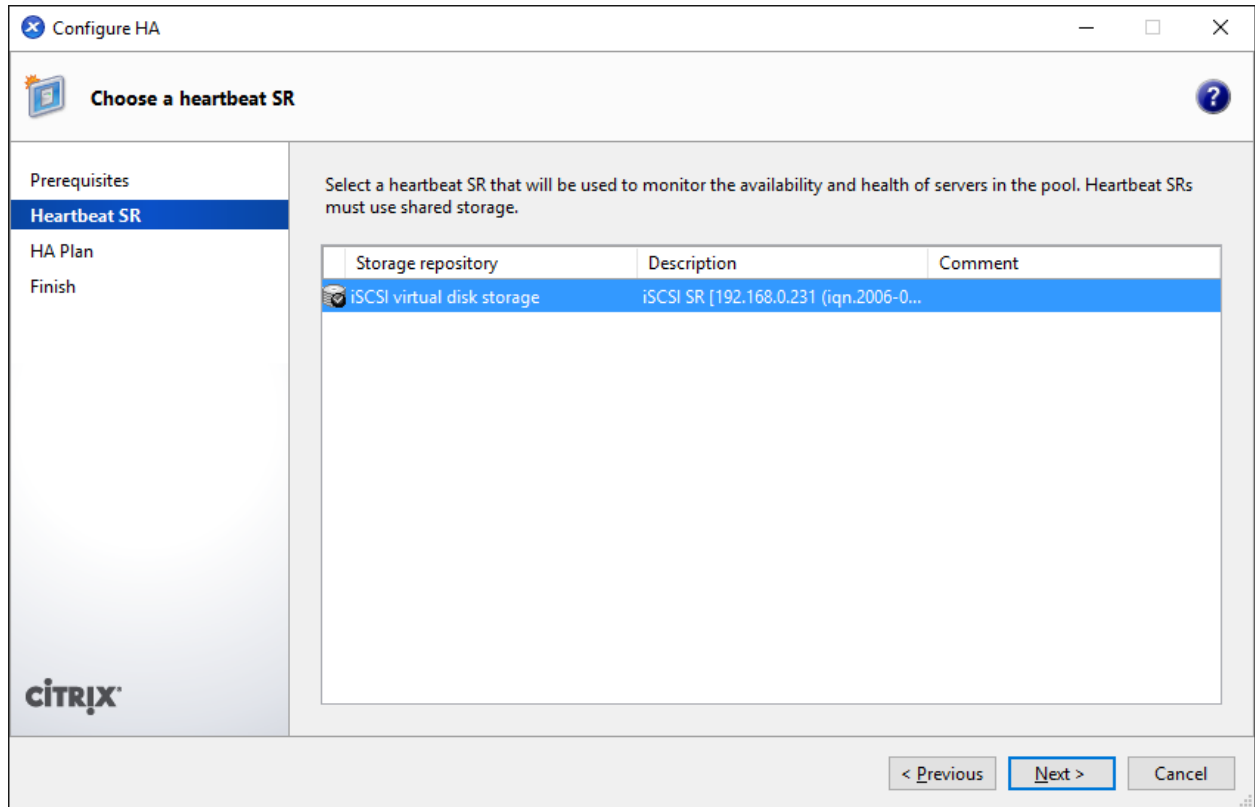 Configure HA
Choose a heartbeat SR
?
Prerequisites
Heartbeat SR
HA Plan
Finish
Select a heartbeat SR that will be used to monitor the availability and health of servers in the pool. Heartbeat SRs
must use shared storage.
Storage repository Description Comment
iSCSI virtual disk storage iSCSI SR [192.168.0.231 (iqn.2006-0...
CITRIX
< Previous Next > Cancel